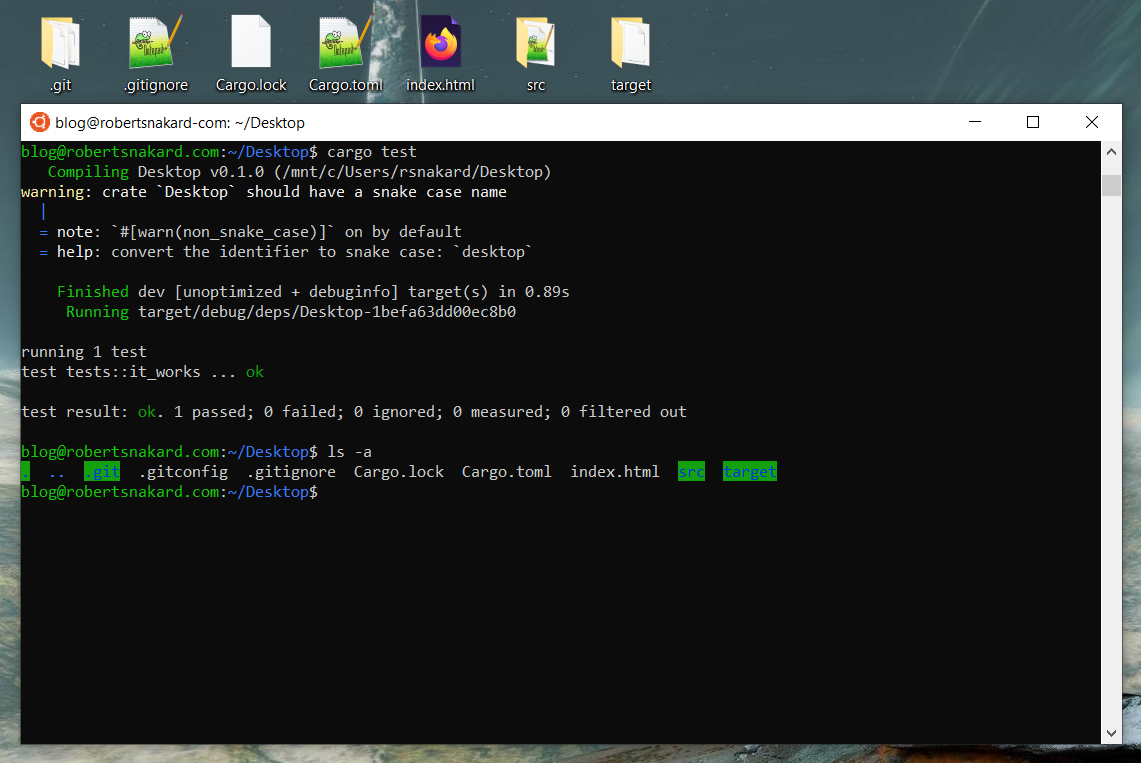 .git .gitignore Cargo.lock Cargo.toml index.html src target
blog@robertsnakard-com: ~/Desktop
blog@robertsnakard.com:~/Desktop$ cargo test
   Compiling Desktop v0.1.0 (/mnt/c/Users/rsnakard/Desktop)
warning: crate `Desktop` should have a snake case name
  |
  = note: `#[warn(non_snake_case)]` on by default
  = help: convert the identifier to snake case: `desktop`
    Finished dev [unoptimized + debuginfo] target(s) in 0.89s
     Running target/debug/deps/Desktop-1befa63dd00ec8b0
running 1 test
test tests::it_works ... ok
test result: ok. 1 passed; 0 failed; 0 ignored; 0 measured; 0 filtered out
blog@robertsnakard.com:~/Desktop$ ls -a
.  ..  .git  .gitconfig  .gitignore  Cargo.lock  Cargo.toml  index.html  src  target
blog@robertsnakard.com:~/Desktop$